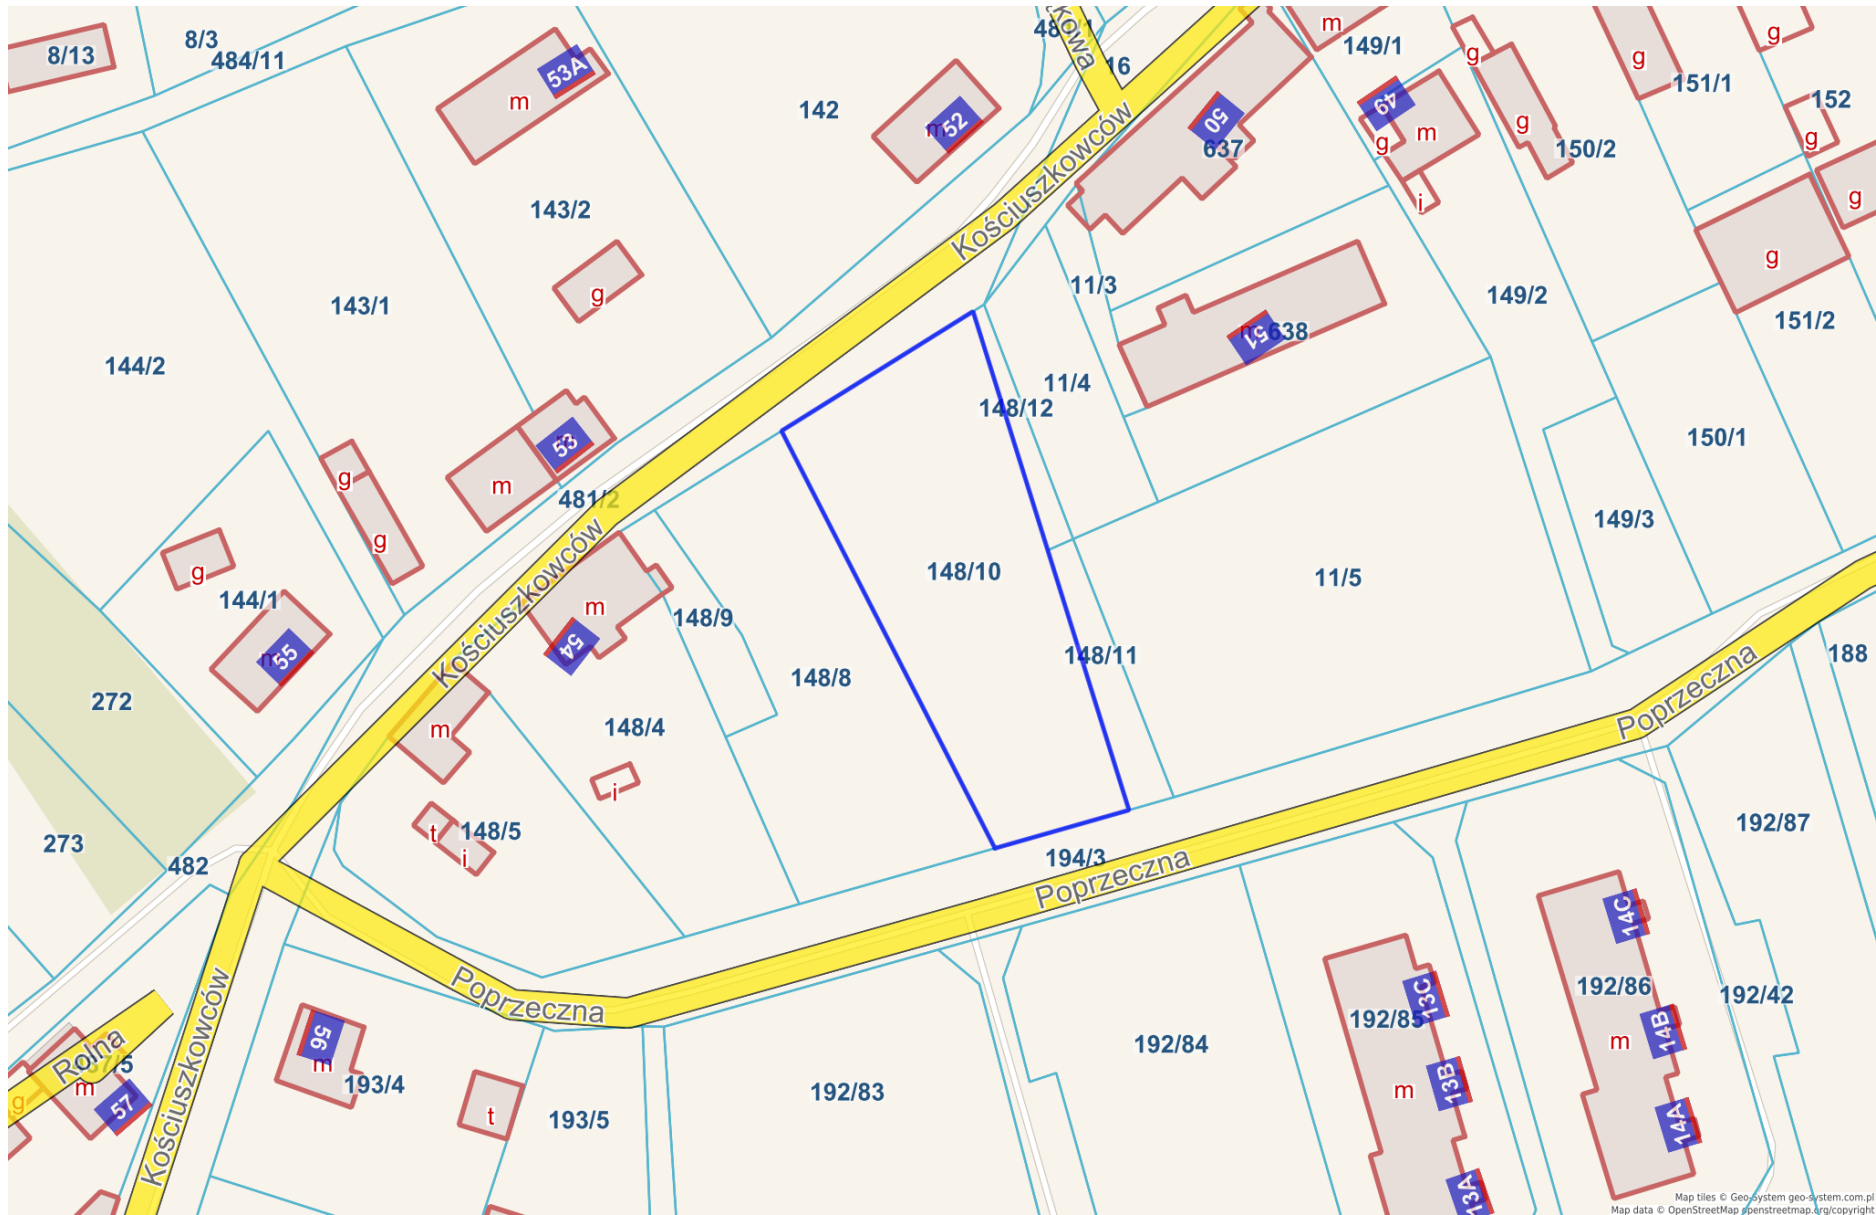 8/13
8/3
484/11
53A
m
143/2
g
143/1
144/2
142
m
52
16
kowa
Kościuszkowców
50
637
m
149/1
49
m
g
i
g
g
150/2
g
151/1
g
152
g
g
g
151/2
149/2
11/3
m 638
51
11/4
148/12
150/1
149/3
11/5
148/10
148/11
188
Poprzeczna
53
m
481/2
g
g
g
144/1
m
55
Kościuszkowców
m
54
148/9
148/8
148/4
m
i
t
i
148/5
272
273
482
194/3
Poprzeczna
192/87
Poprzeczna
Kościuszkowców
Rolna
g
m
57
56
m
193/4
t
193/5
192/83
192/84
192/85
13C
m
13B
13A
14C
192/86
m
14B
14A
192/42
Map tiles © Geo-System geo-system.com.pl
Map data © OpenStreetMap openstreetmap.org/copyright